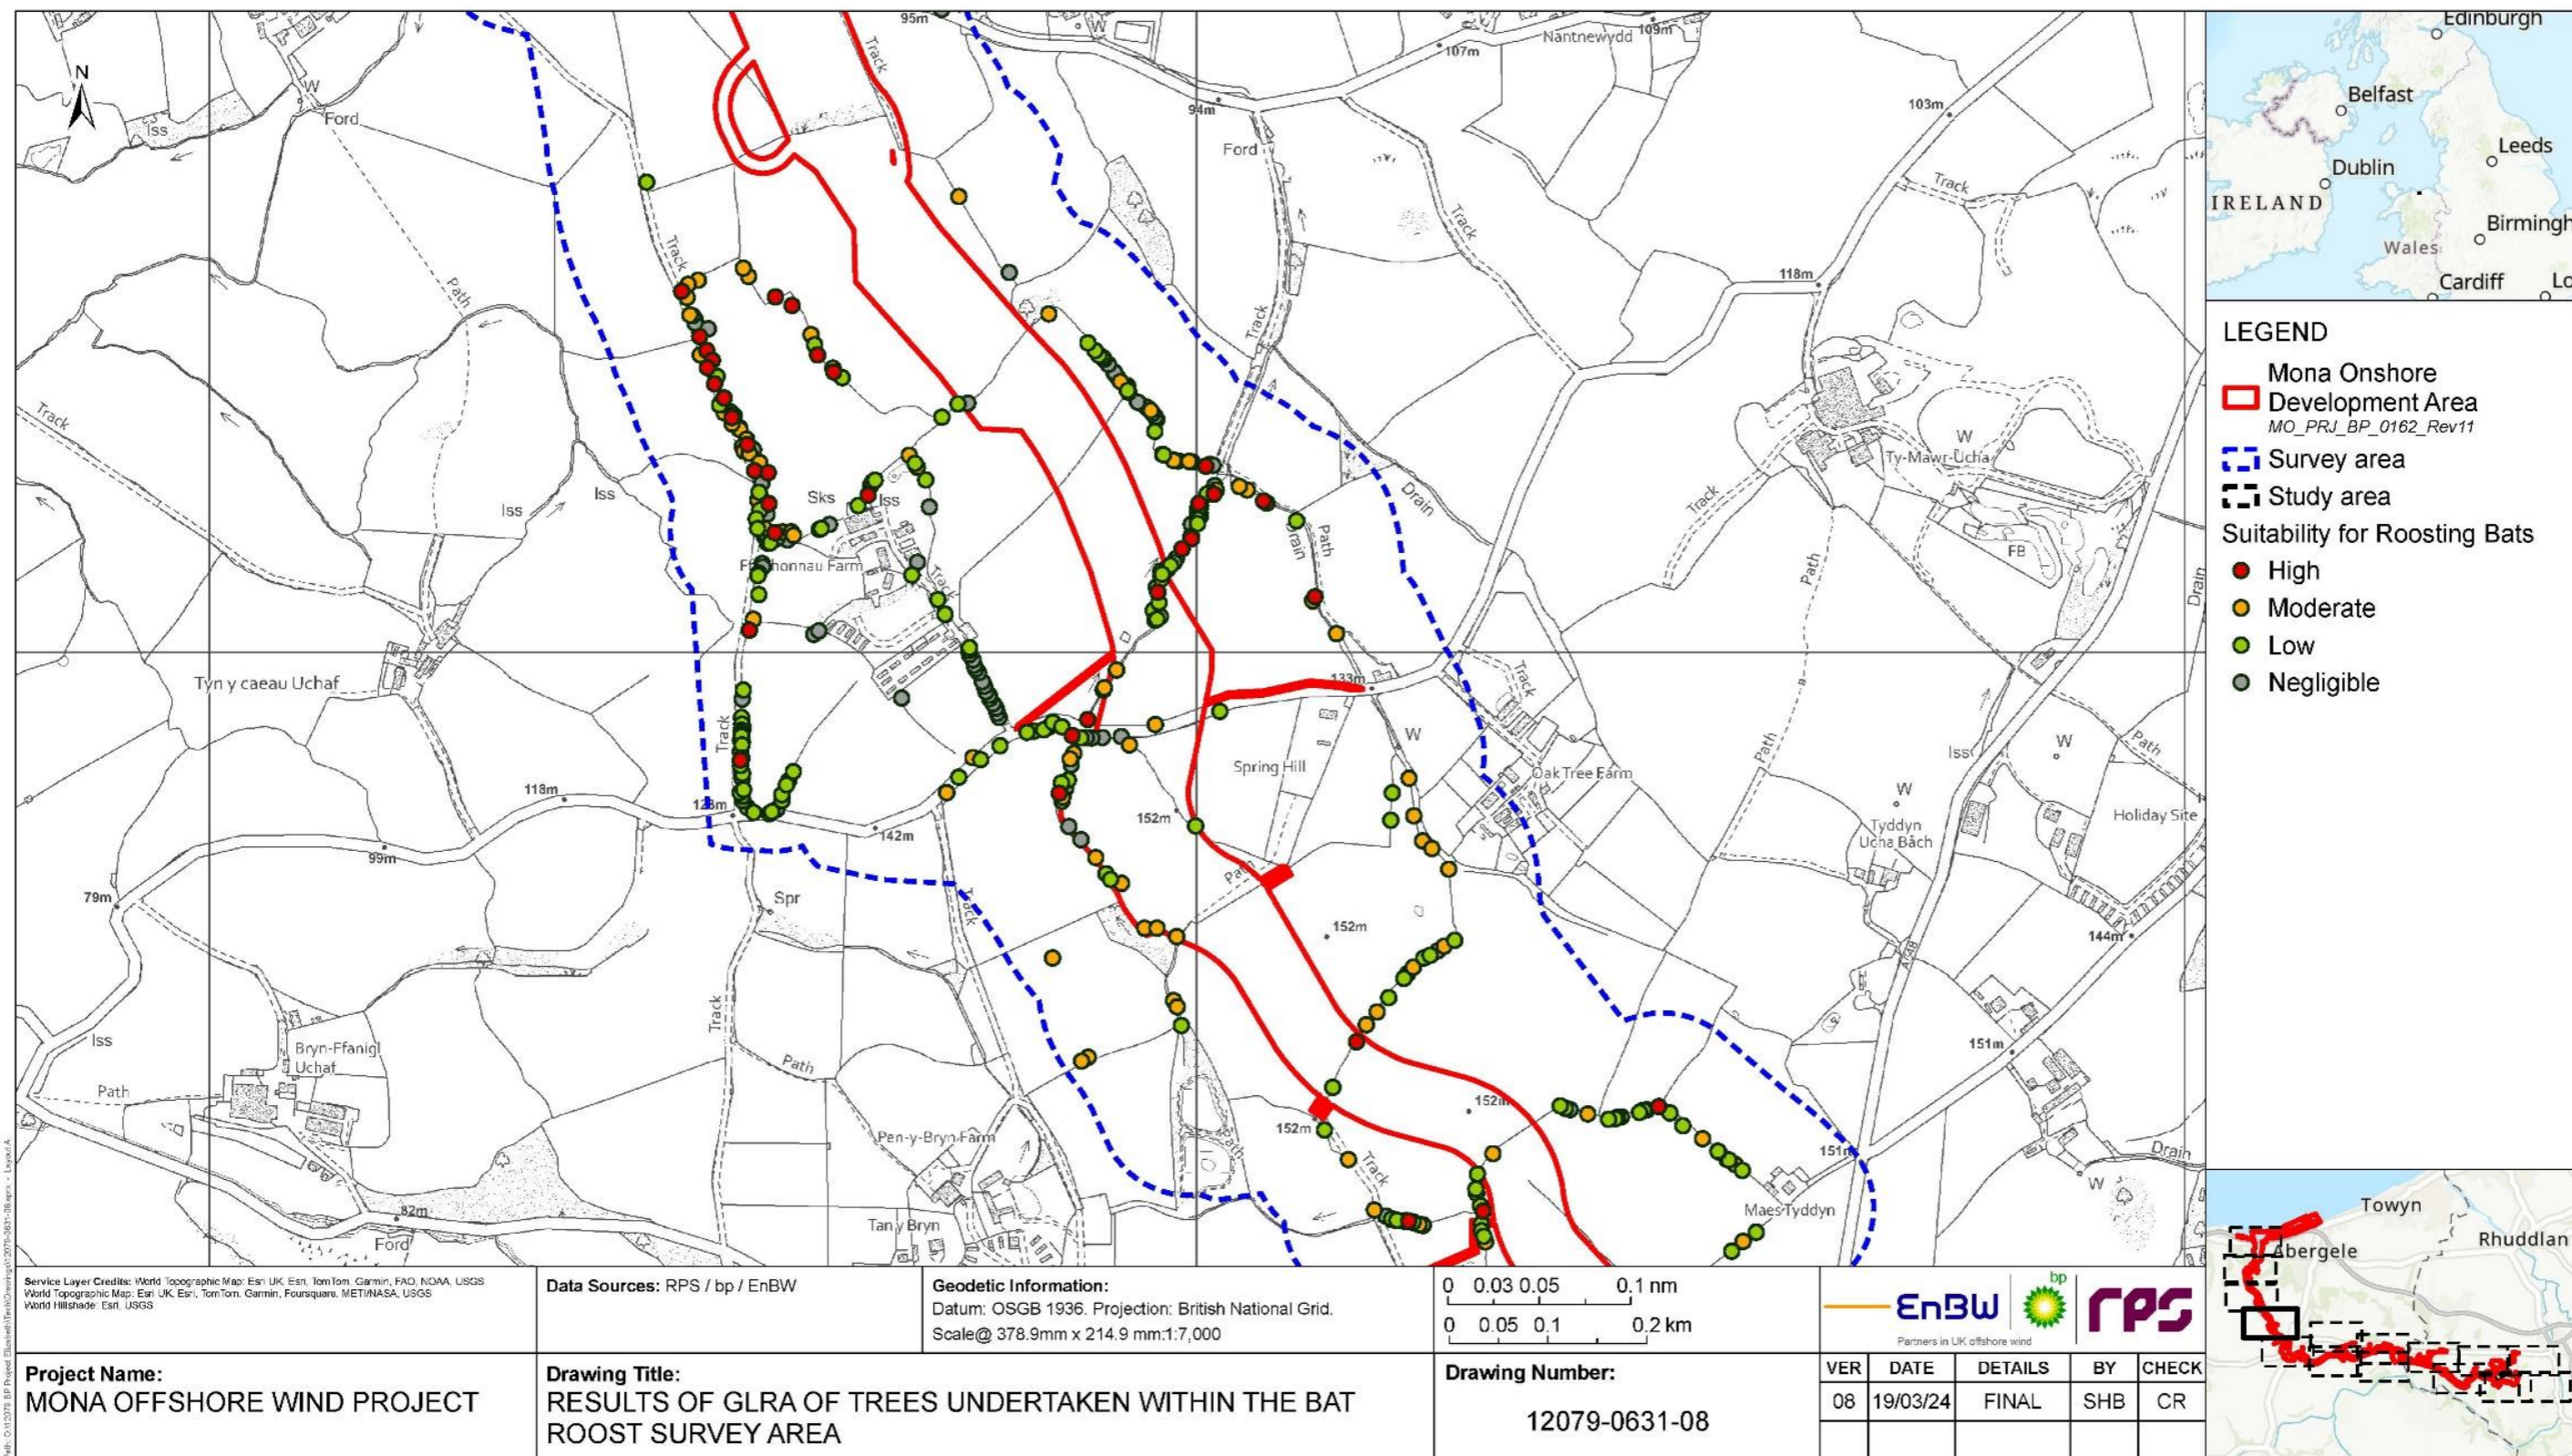 95m
W
Nantnewydd
109m
107m
N
Track
W
Ford
Iss
94m
103m
Ford
Track
Track
Track
118m
Path
Track
Track
Iss
Iss
Sks
Iss
Drain
Path
Drain
Track
W
Ty-Mawr-Ucha
FB
Path
Drain
Track
Tyn y caeau Uchaf
133m
Track
Track
Spring Hill
W
Oak Tree Farm
Path
Iss
W
Path
W
118m
142m
152m
Tyddyn
Ucha Bâch
Holiday Site
99m
79m
Spr
Track
Path
152m
144m
A548
Iss
Bryn-Ffanigl
Uchaf
Path
Track
Path
152m
151m
152m
Pen-y-Bryn Farm
Path
Track
Drain
W
Maes Tyddyn
82m
Ford
Tan y Bryn
Edinburgh
Belfast
Leeds
Dublin
IRELAND
Wales
Cardiff
LEGEND
Mona Onshore
Development Area
MO_PRJ_BP_0162_Rev11
Survey area
Study area
Suitability for Roosting Bats
High
Moderate
Low
Negligible
Towyn
Rhuddlan
Abergele
Service Layer Credits: World Topographic Map: Esri UK, Esri, TomTom, Garmin, FAO, NOAA, USGS
World Topographic Map: Esri UK, Esri, TomTom, Garmin, Foursquare, METI/NASA, USGS
World Hillshade: Esri, USGS
Data Sources: RPS / bp / EnBW
Geodetic Information:
Datum: OSGB 1936. Projection: British National Grid.
Scale@ 378.9mm x 214.9 mm:1:7,000
0 0.03 0.05 0.1 nm
0 0.05 0.1 0.2 km
EnBW
bp
rps
Partners in UK offshore wind
Project Name:
MONA OFFSHORE WIND PROJECT
Drawing Title:
RESULTS OF GLRA OF TREES UNDERTAKEN WITHIN THE BAT
ROOST SURVEY AREA
Drawing Number:
12079-0631-08
VER DATE DETAILS BY CHECK
08 19/03/24 FINAL SHB CR